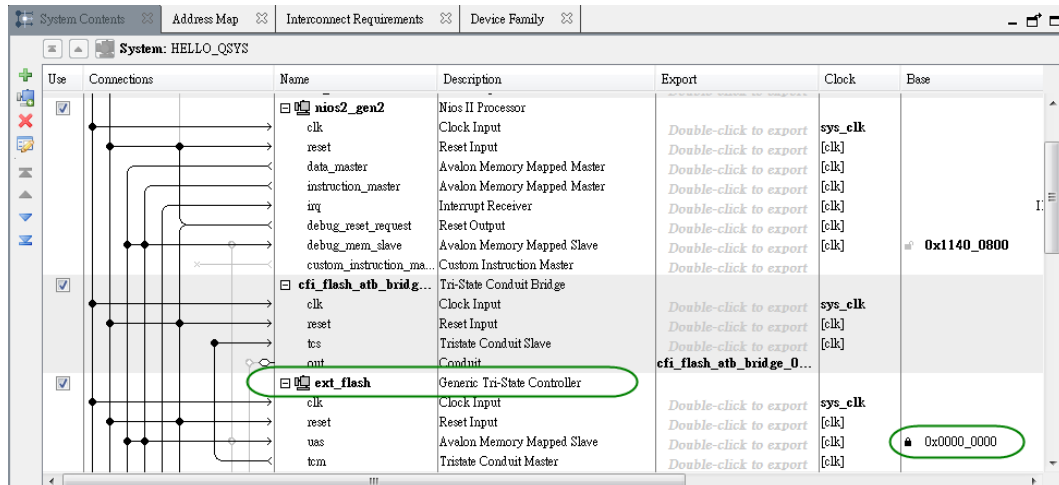 System Contents Address Map Interconnect Requirements Device Family
System: HELLO_QSYS
Use Connections Name Description Export Clock Base
nios2_gen2 Nios II Processor
clk Clock Input Double-click to export sys_clk
reset Reset Input Double-click to export [clk]
data_master Avalon Memory Mapped Master Double-click to export [clk]
instruction_master Avalon Memory Mapped Master Double-click to export [clk]
irq Interrupt Receiver Double-click to export [clk]
debug_reset_request Reset Output Double-click to export [clk]
debug_mem_slave Avalon Memory Mapped Slave Double-click to export [clk] 0x1140_0800
custom_instruction_ma... Custom Instruction Master Double-click to export
cfi_flash_atb_bridg... Tri-State Conduit Bridge
clk Clock Input Double-click to export sys_clk
reset Reset Input Double-click to export [clk]
tcs Tristate Conduit Slave Double-click to export [clk]
out Conduit cfi_flash_atb_bridge_0...
ext_flash Generic Tri-State Controller
clk Clock Input Double-click to export sys_clk
reset Reset Input Double-click to export [clk]
uas Avalon Memory Mapped Slave Double-click to export [clk] 0x0000_0000
tcm Tristate Conduit Master Double-click to export [clk]